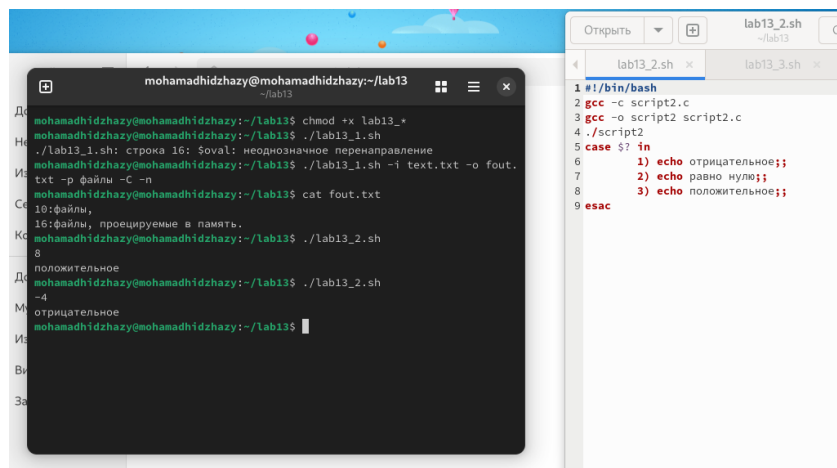 mohamadhidzhazy@mohamadhidzhazy:~/lab13
~/lab13
mohamadhidzhazy@mohamadhidzhazy:~/lab13$ chmod +x lab13_*
mohamadhidzhazy@mohamadhidzhazy:~/lab13$ ./lab13_1.sh
./lab13_1.sh: строка 16: $oval: неоднозначное перенаправление
mohamadhidzhazy@mohamadhidzhazy:~/lab13$ ./lab13_1.sh -i text.txt -o fout.
txt -p файлы -C -n
mohamadhidzhazy@mohamadhidzhazy:~/lab13$ cat fout.txt
10:файлы,
16:файлы, проецируемые в память.
mohamadhidzhazy@mohamadhidzhazy:~/lab13$ ./lab13_2.sh
8
положительное
mohamadhidzhazy@mohamadhidzhazy:~/lab13$ ./lab13_2.sh
-4
отрицательное
mohamadhidzhazy@mohamadhidzhazy:~/lab13$
Открыть
lab13_2.sh
~/lab13
lab13_2.sh
lab13_3.sh
1 #!/bin/bash
2 gcc -c script2.c
3 gcc -o script2 script2.c
4 ./script2
5 case $? in
6 1) echo отрицательное;;
7 2) echo равно нулю;;
8 3) echo положительное;;
9 esac